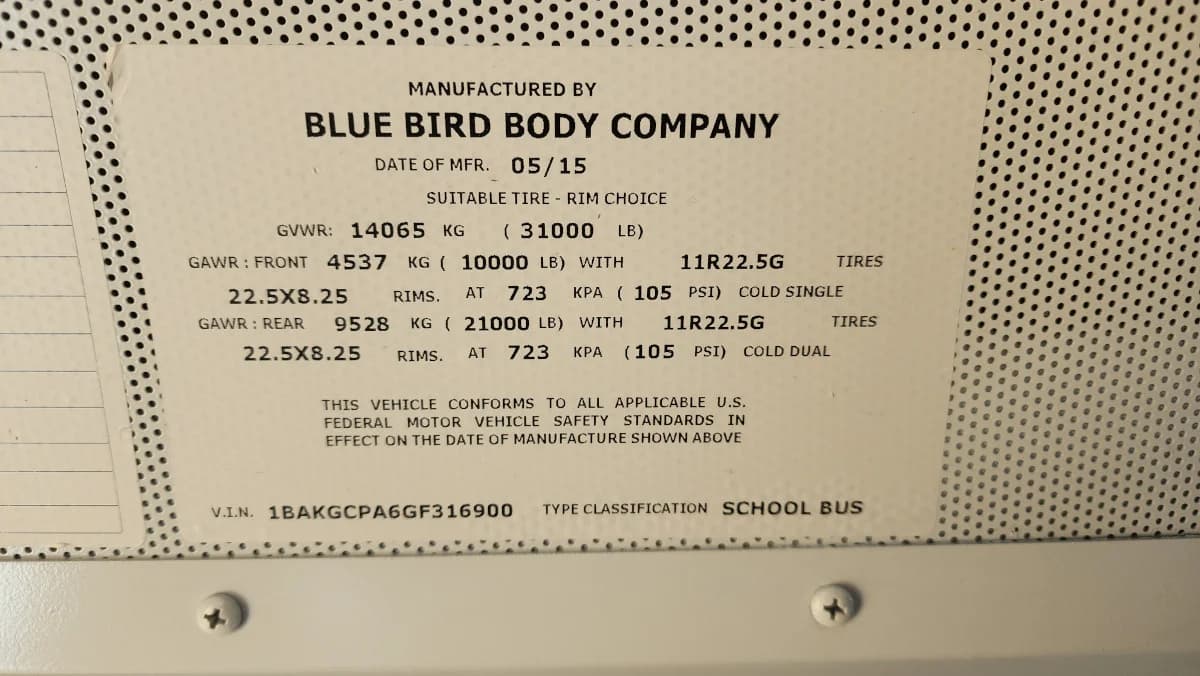 MANUFACTURED BY
BLUE BIRD BODY COMPANY
DATE OF MFR. 05/15
SUITABLE TIRE - RIM CHOICE
GVWR: 14065 KG ( 31000 LB)
GAWR : FRONT 4537 KG ( 10000 LB) WITH 11R22.5G TIRES
22.5X8.25 RIMS. AT 723 KPA ( 105 PSI) COLD SINGLE
GAWR : REAR 9528 KG ( 21000 LB) WITH 11R22.5G TIRES
22.5X8.25 RIMS. AT 723 KPA (105 PSI) COLD DUAL
THIS VEHICLE CONFORMS TO ALL APPLICABLE U.S.
FEDERAL MOTOR VEHICLE SAFETY STANDARDS IN
EFFECT ON THE DATE OF MANUFACTURE SHOWN ABOVE
V.I.N. 1BAKGCPA6GF316900 TYPE CLASSIFICATION SCHOOL BUS